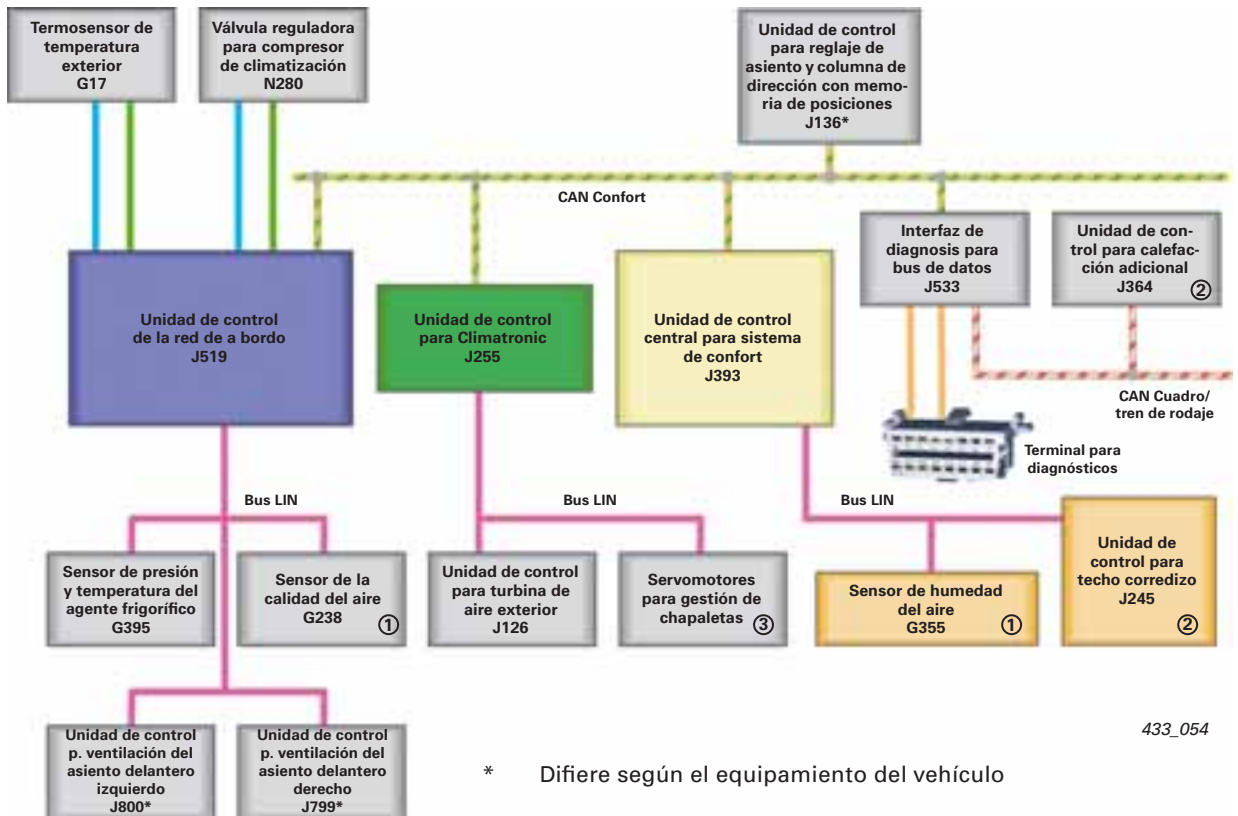 Termosensor de
temperatura
exterior
G17
Válvula reguladora
para compresor
de climatización
N280
Unidad de control
para reglaje de
asiento y columna de
dirección con memo-
ria de posiciones
J136*
CAN Confort
Interfaz de
diagnosis para
bus de datos
J533
Unidad de con-
trol para calefac-
ción adicional
J364
②
Unidad de control
de la red de a bordo
J519
Unidad de control
para Climatronic
J255
Unidad de control
central para sistema
de confort
J393
CAN Cuadro/
tren de rodaje
Terminal para
diagnósticos
Bus LIN
Bus LIN
Bus LIN
Sensor de presión
y temperatura del
agente frigorífico
G395
Sensor de la
calidad del aire
G238
①
Unidad de control
para turbina de
aire exterior
J126
Servomotores
para gestión de
chapaletas
③
Sensor de humedad
del aire
G355
①
Unidad de
control para
techo corredizo
J245
②
Unidad de control
p. ventilación del
asiento delantero
izquierdo
J800*
Unidad de control
p. ventilación del
asiento delantero
derecho
J799*
433_054
* Difiere según el equipamiento del vehículo